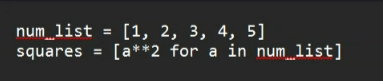 num_list = [1, 2, 3, 4, 5]
squares = [a**2 for a in num_list]